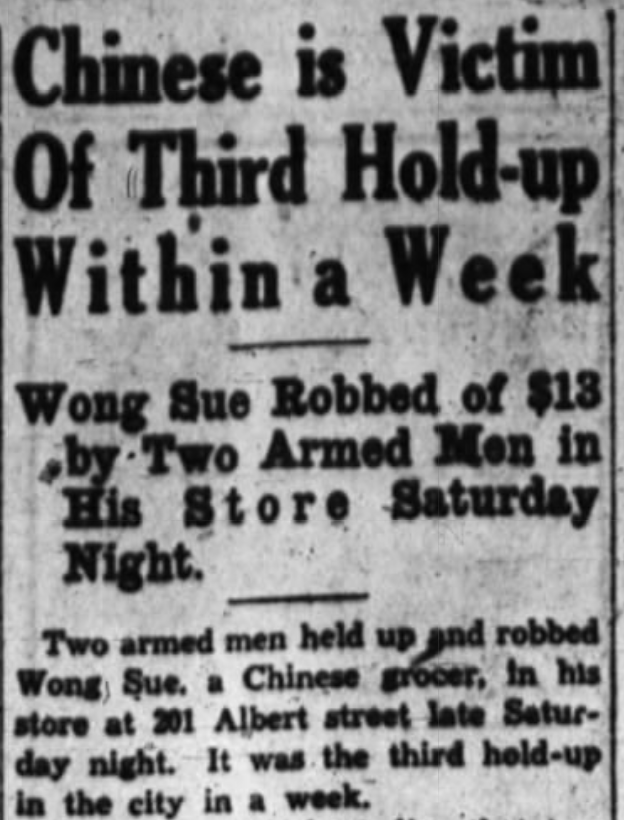 Chinese is Victim
Of Third Hold-up
Within a Week
Wong Sue Robbed of $13
by Two Armed Men in
His Store Saturday
Night.
Two armed men held up and robbed
Wong Sue, a Chinese grocer, in his
store at 201 Albert street late Satur-
day night. It was the third hold-up
in the city in a week.